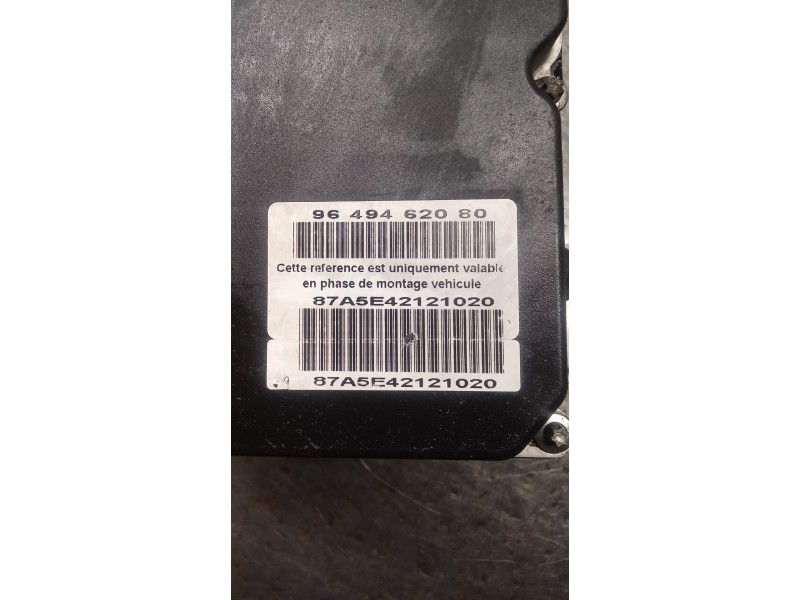 96 494 620 80
Cette reference est uniquement valable
en phase de montage vehicule
87A5E42121020
87A5E42121020